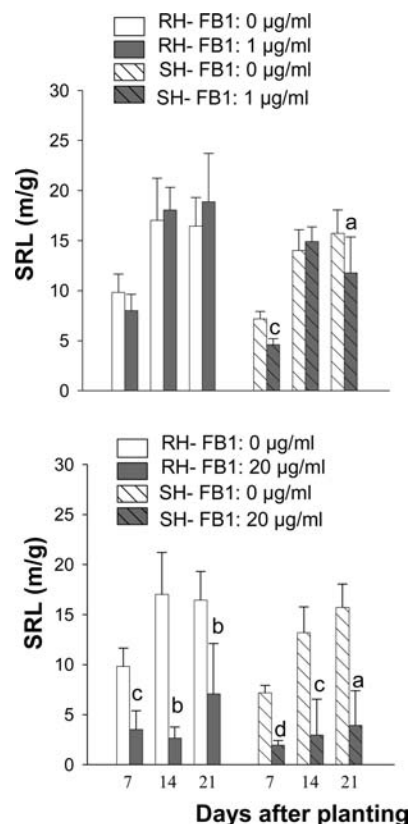 RH- FB1: 0 µg/ml
RH- FB1: 1 µg/ml
SH- FB1: 0 µg/ml
SH- FB1: 1 µg/ml
30
25
20
15
10
5
0
SRL (m/g)
c
a
RH- FB1: 0 µg/ml
RH- FB1: 20 µg/ml
SH- FB1: 0 µg/ml
SH- FB1: 20 µg/ml
30
25
20
15
10
5
0
SRL (m/g)
c
b
b
d
c
a
7 14 21 7 14 21
Days after planting